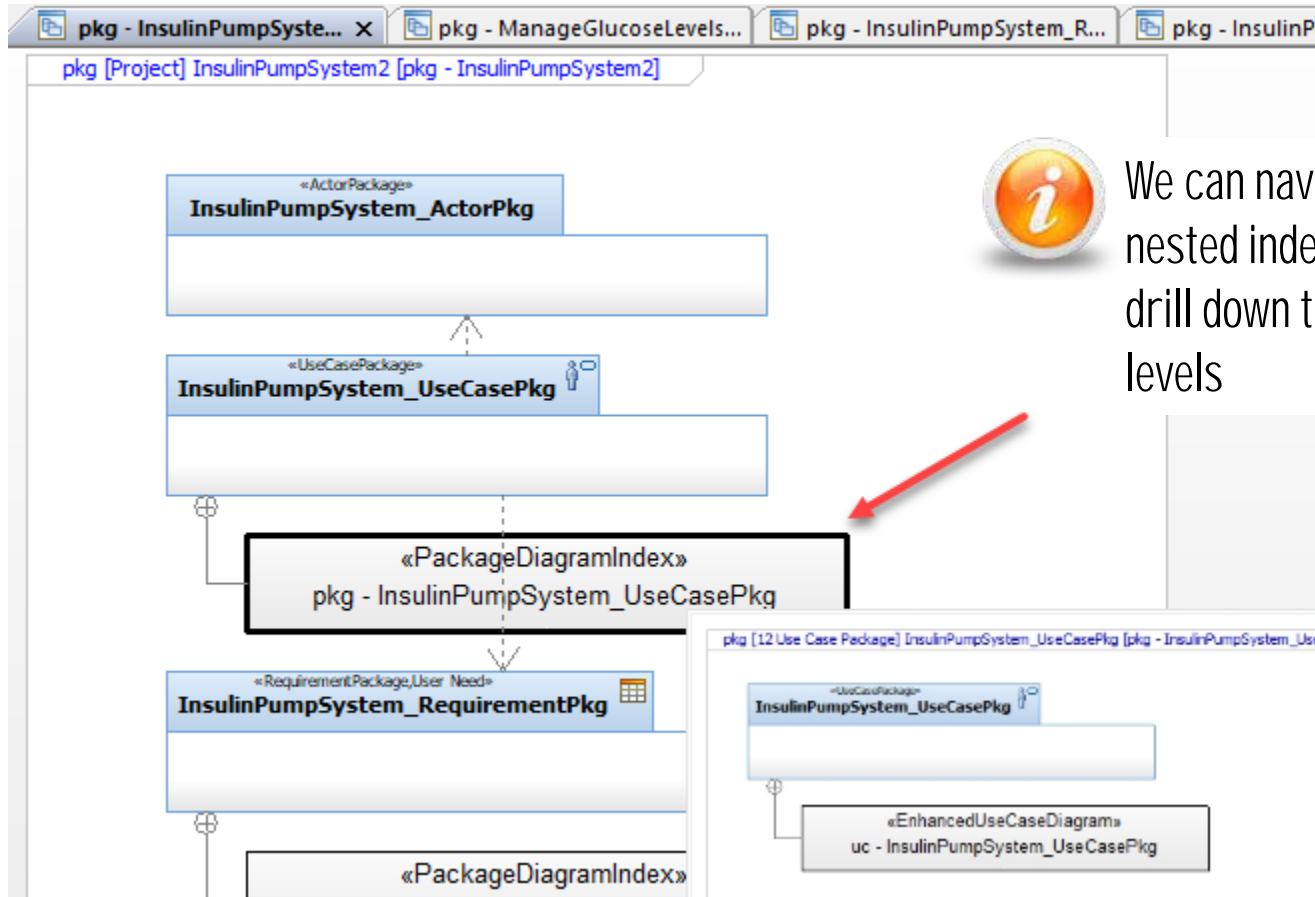 pkg - InsulinPumpSyste...
pkg - ManageGlucoseLevels...
pkg - InsulinPumpSystem_R...
pkg - InsulinP
pkg [Project] InsulinPumpSystem2 [pkg - InsulinPumpSystem2]
«ActorPackage»
InsulinPumpSystem_ActorPkg
We can nav
nested inde
drill down t
levels
«UseCasePackage»
InsulinPumpSystem_UseCasePkg
«PackageDiagramIndex»
pkg - InsulinPumpSystem_UseCasePkg
«RequirementPackage,User Need»
InsulinPumpSystem_RequirementPkg
«PackageDiagramIndex»
pkg [12 Use Case Package] InsulinPumpSystem_UseCasePkg [pkg - InsulinPumpSystem_Us
«UseCasePackage»
InsulinPumpSystem_UseCasePkg
«EnhancedUseCaseDiagram»
uc - InsulinPumpSystem_UseCasePkg